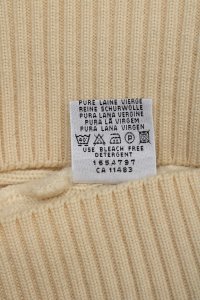 PURE LAINE VIERGE
REINE SCHURWOLLE
PURA LANA VERGINE
PURA LÃ VIRGEM
PURA LANA VIRGEN
USE BLEACH FREE
DETERGENT
1654797
CA 11483